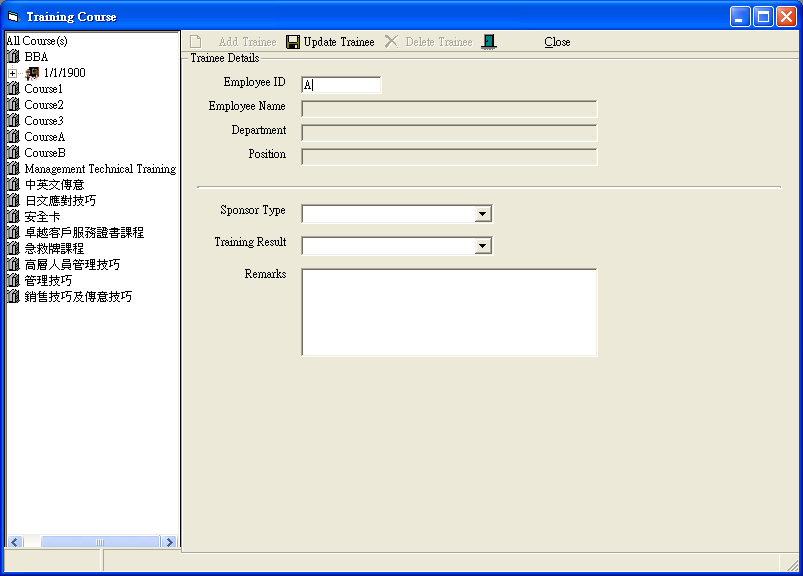 Training Course
All Course(s)
BBA
1/1/1900
Course1
Course2
Course3
CourseA
CourseB
Management Technical Training
中英文傳意
日文應對技巧
安全卡
卓越客戶服務證書課程
急救牌課程
高層人員管理技巧
管理技巧
銷售技巧及傳意技巧
Add Trainee Update Trainee Delete Trainee Close
Trainee Details
Employee ID A
Employee Name
Department
Position
Sponsor Type
Training Result
Remarks